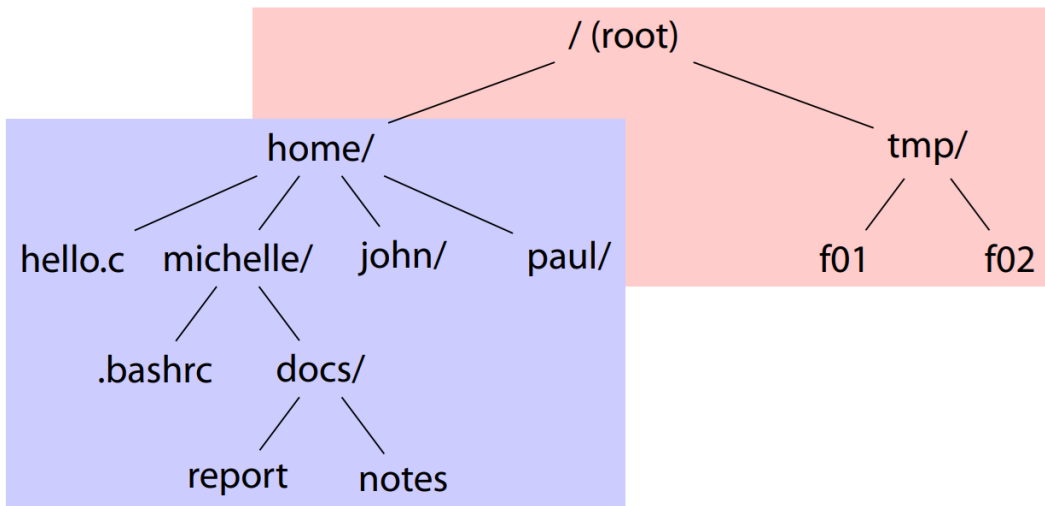 / (root)
home/ tmp/
hello.c michelle/ john/ paul/ f01 f02
.bashrc docs/
report notes